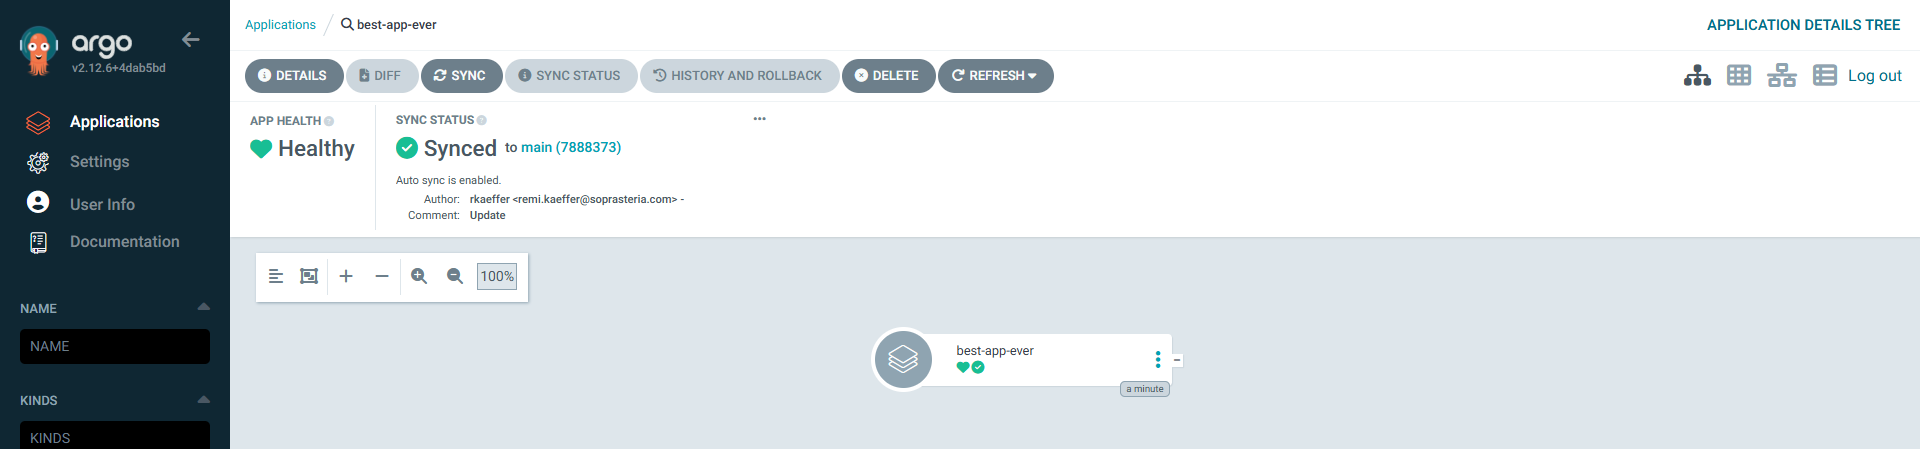 argo
v2.12.6+4dab5bd
Applications
Settings
User Info
Documentation
NAME
NAME
KINDS
KINDS
Applications / best-app-ever
APPLICATION DETAILS TREE
DETAILS DIFF SYNC SYNC STATUS HISTORY AND ROLLBACK DELETE REFRESH
Log out
APP HEALTH
Healthy
SYNC STATUS
Synced to main (7888373)
Auto sync is enabled.
Author: rkaeffer <remi.kaeffer@soprasteria.com> -
Comment: Update
100%
best-app-ever
a minute